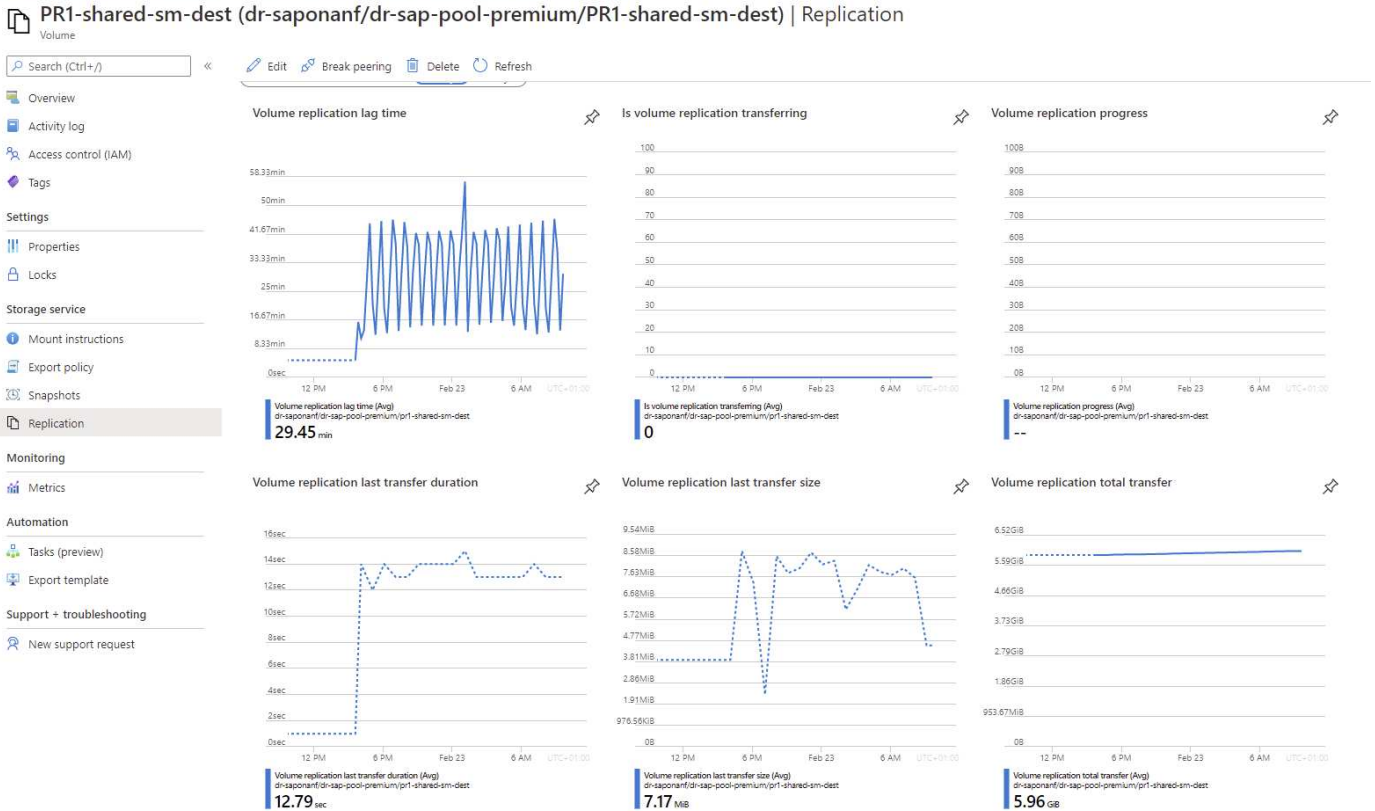 PR1-shared-sm-dest (dr-saponanf/dr-sap-pool-premium/PR1-shared-sm-dest) | Replication
Volume
Search (Ctrl+/)
«
Edit
Break peering
Delete
Refresh
Overview
Activity log
Access control (IAM)
Tags
Settings
Properties
Locks
Storage service
Mount instructions
Export policy
Snapshots
Replication
Monitoring
Metrics
Automation
Tasks (preview)
Export template
Support + troubleshooting
New support request
Volume replication lag time
58.33min
50min
41.67min
33.33min
25min
16.67min
8.33min
0sec
12 PM 6 PM Feb 23 6 AM UTC+01:00
Volume replication lag time (Avg)
dr-saponanf/dr-sap-pool-premium/pr1-shared-sm-dest
29.45 min
Is volume replication transferring
100
90
80
70
60
50
40
30
20
10
0
12 PM 6 PM Feb 23 6 AM UTC+01:00
Is volume replication transferring (Avg)
dr-saponanf/dr-sap-pool-premium/pr1-shared-sm-dest
0
Volume replication progress
100B
90B
80B
70B
60B
50B
40B
30B
20B
10B
0B
12 PM 6 PM Feb 23 6 AM UTC+01:00
Volume replication progress (Avg)
dr-saponanf/dr-sap-pool-premium/pr1-shared-sm-dest
--
Volume replication last transfer duration
16sec
14sec
12sec
10sec
8sec
6sec
4sec
2sec
0sec
12 PM 6 PM Feb 23 6 AM UTC+01:00
Volume replication last transfer duration (Avg)
dr-saponanf/dr-sap-pool-premium/pr1-shared-sm-dest
12.79 sec
Volume replication last transfer size
9.54MiB
8.58MiB
7.63MiB
6.68MiB
5.72MiB
4.77MiB
3.81MiB
2.86MiB
1.91MiB
976.56KiB
0B
12 PM 6 PM Feb 23 6 AM UTC+01:00
Volume replication last transfer size (Avg)
dr-saponanf/dr-sap-pool-premium/pr1-shared-sm-dest
7.17 MiB
Volume replication total transfer
6.52GiB
5.59GiB
4.66GiB
3.73GiB
2.79GiB
1.86GiB
953.67MiB
0B
12 PM 6 PM Feb 23 6 AM UTC+01:00
Volume replication total transfer (Avg)
dr-saponanf/dr-sap-pool-premium/pr1-shared-sm-dest
5.96 GiB